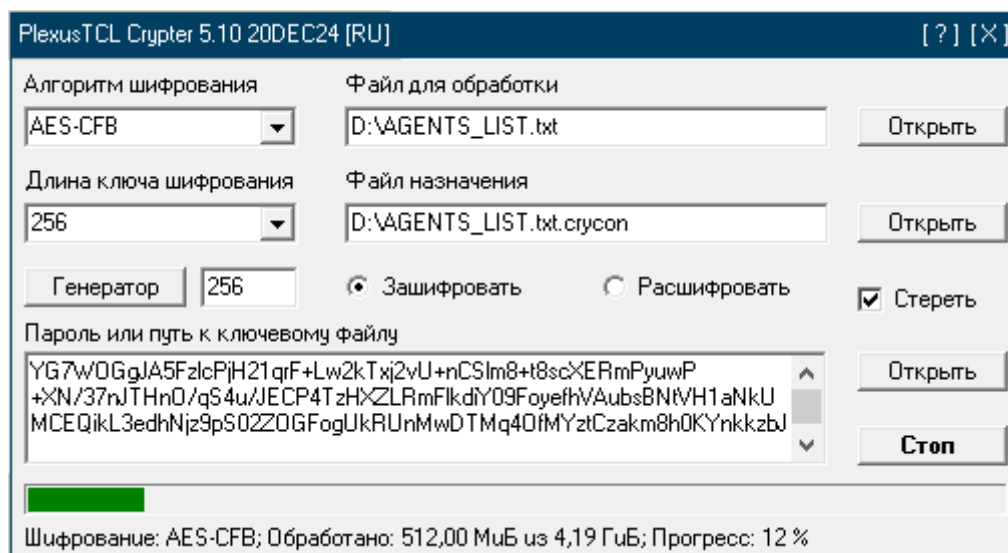 PlexusTCL Crypter 5.10 20DEC24 [RU] [ ? ] [ X ]
Алгоритм шифрования Файл для обработки
AES-CFB D:\AGENTS_LIST.txt Открыть
Длина ключа шифрования Файл назначения
256 D:\AGENTS_LIST.txt.crycon Открыть
Генератор 256 Зашифровать Расшифровать Стереть
Пароль или путь к ключевому файлу
YG7WOGgJA5FzlcPjH21qrF+Lw2kTxj2vU+nCSlm8+t8scXERmPyuwP Открыть
+XN/37nJTHnO/qS4u/JECP4TzHXZLRmFlkdiY09FoyefhVAubsBNtVH1aNkU
MCEQikL3edhNjz9pS02ZOGFogUkRUnMwDTMq4OfMYztCzakm8h0KYnkkzbJ Стоп
Шифрование: AES-CFB; Обработано: 512,00 МиБ из 4,19 ГиБ; Прогресс: 12 %